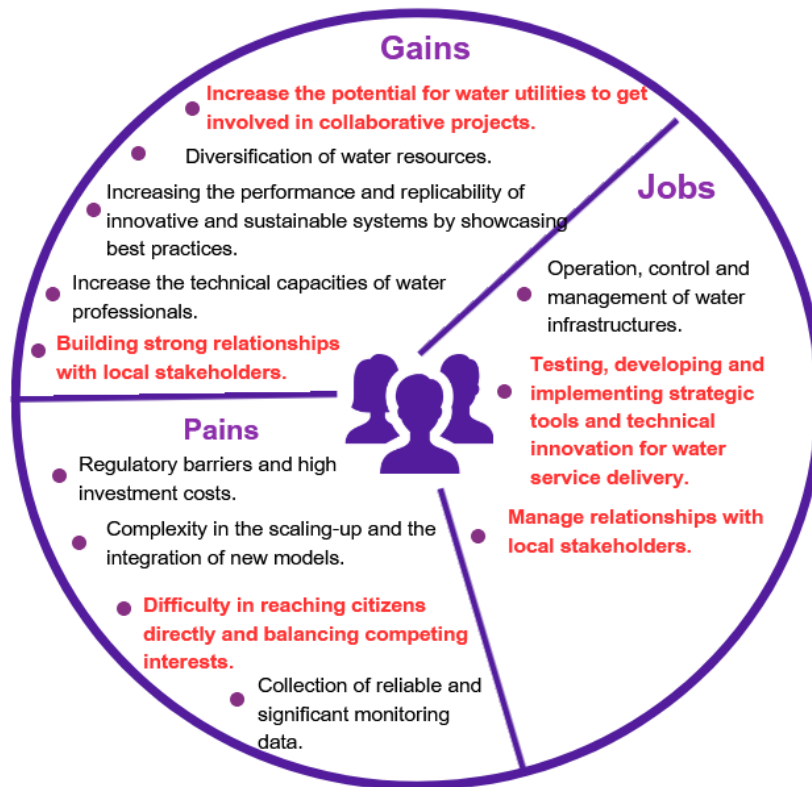 Gains
Increase the potential for water utilities to get
involved in collaborative projects.
Diversification of water resources.
Increasing the performance and replicability of
innovative and sustainable systems by showcasing
best practices.
Increase the technical capacities of water
professionals.
Building strong relationships
with local stakeholders.
Jobs
Operation, control and
management of water
infrastructures.
Testing, developing and
implementing strategic
tools and technical
innovation for water
service delivery.
Manage relationships with
local stakeholders.
Pains
Regulatory barriers and high
investment costs.
Complexity in the scaling-up and the
integration of new models.
Difficulty in reaching citizens
directly and balancing competing
interests.
Collection of reliable and
significant monitoring
data.